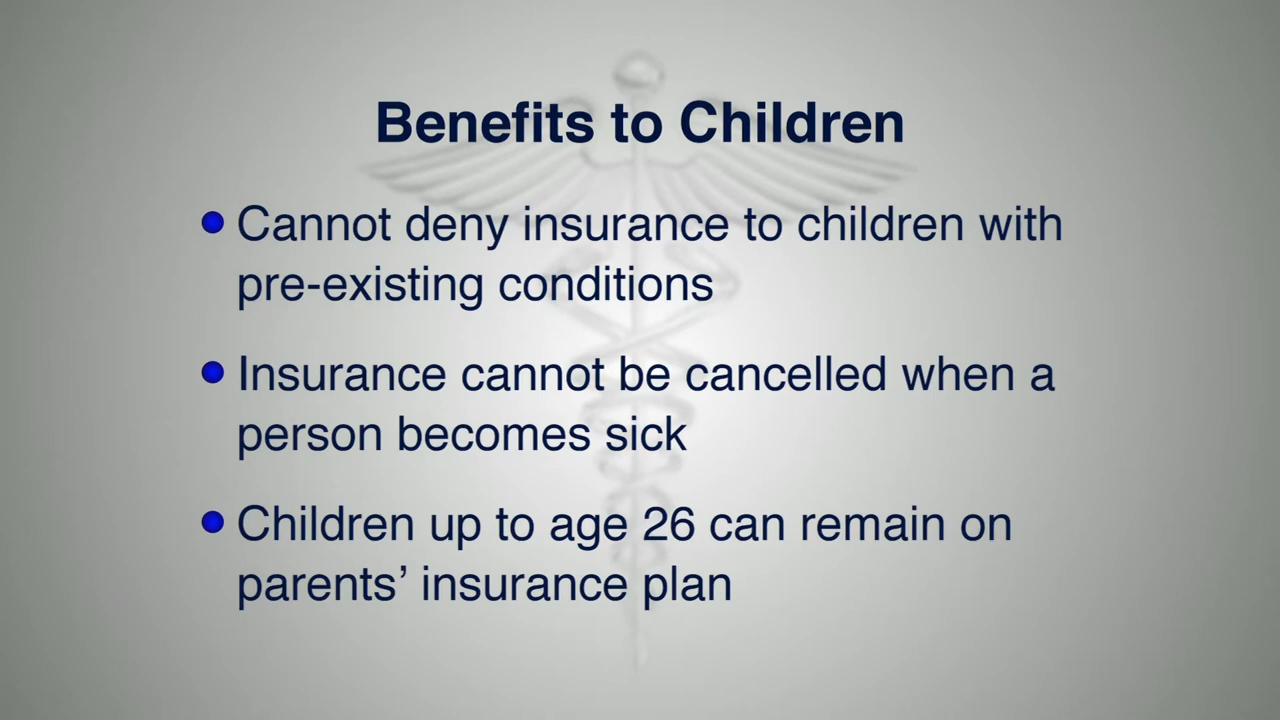 Benefits to Children
Cannot deny insurance to children with
pre-existing conditions
Insurance cannot be cancelled when a
person becomes sick
Children up to age 26 can remain on
parents’ insurance plan